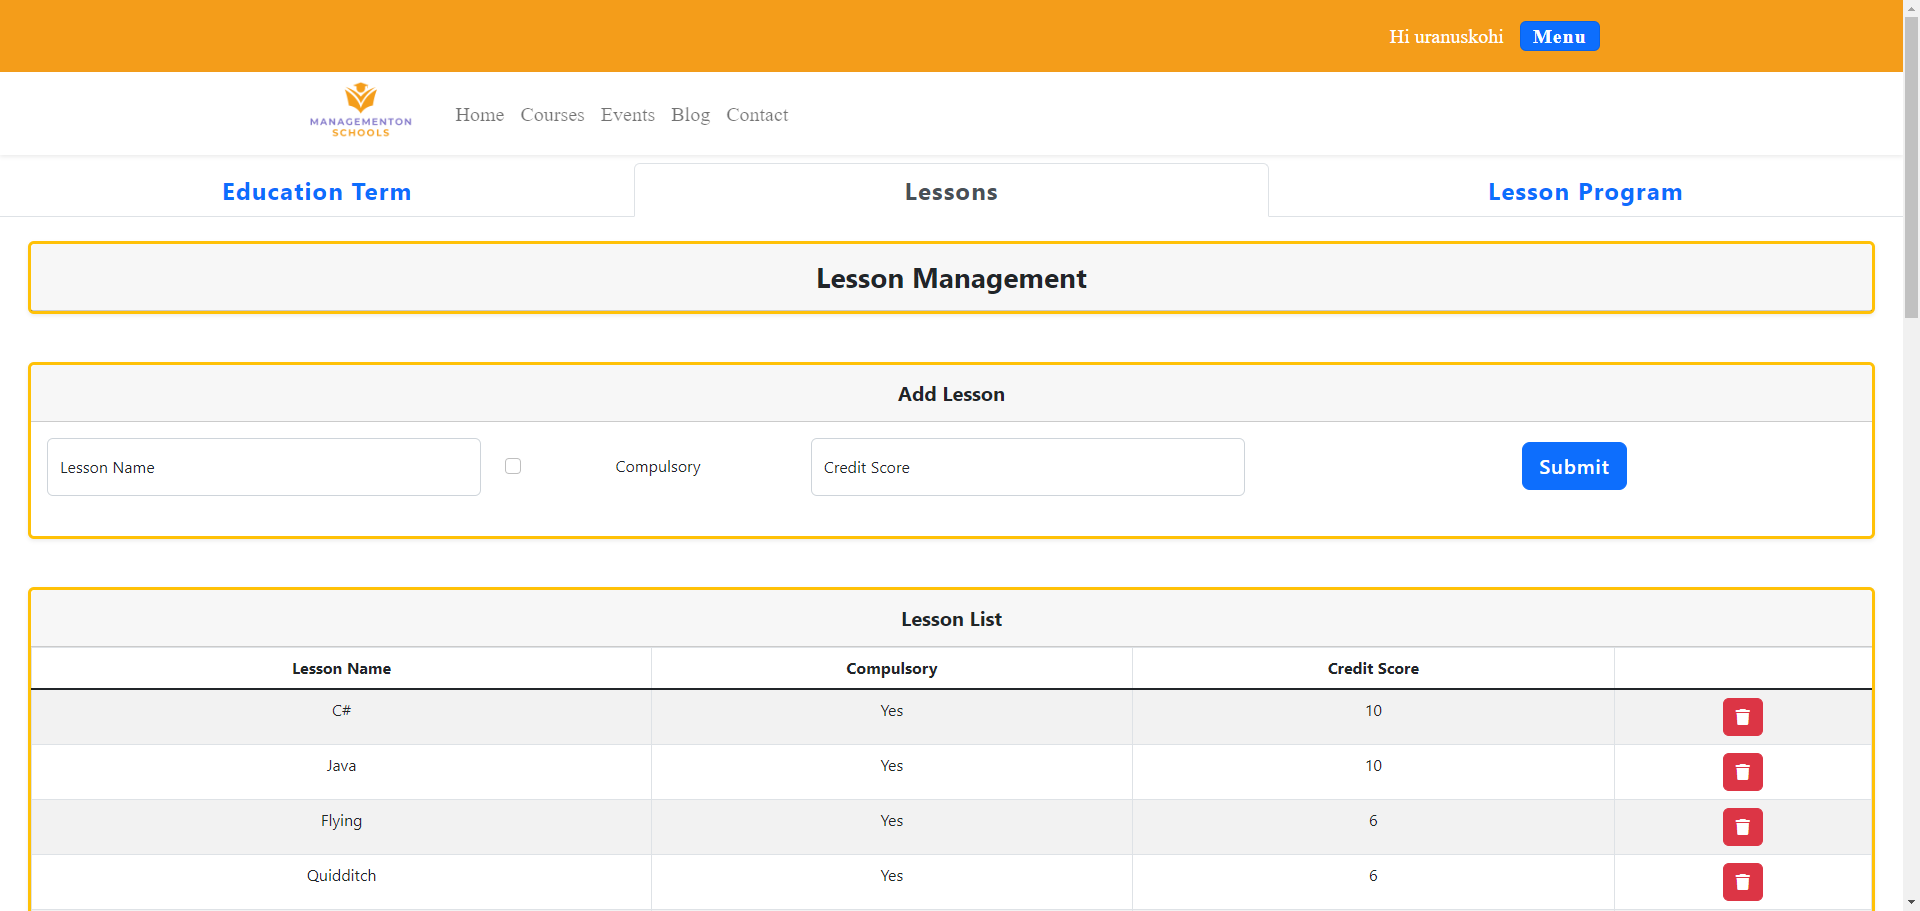 Hi uranuskohi Menu
MANAGEMENTON
SCHOOLS
Home Courses Events Blog Contact
Education Term Lessons Lesson Program
Lesson Management
Add Lesson
Lesson Name Compulsory Credit Score Submit
Lesson List
Lesson Name Compulsory Credit Score
C# Yes 10
Java Yes 10
Flying Yes 6
Quidditch Yes 6